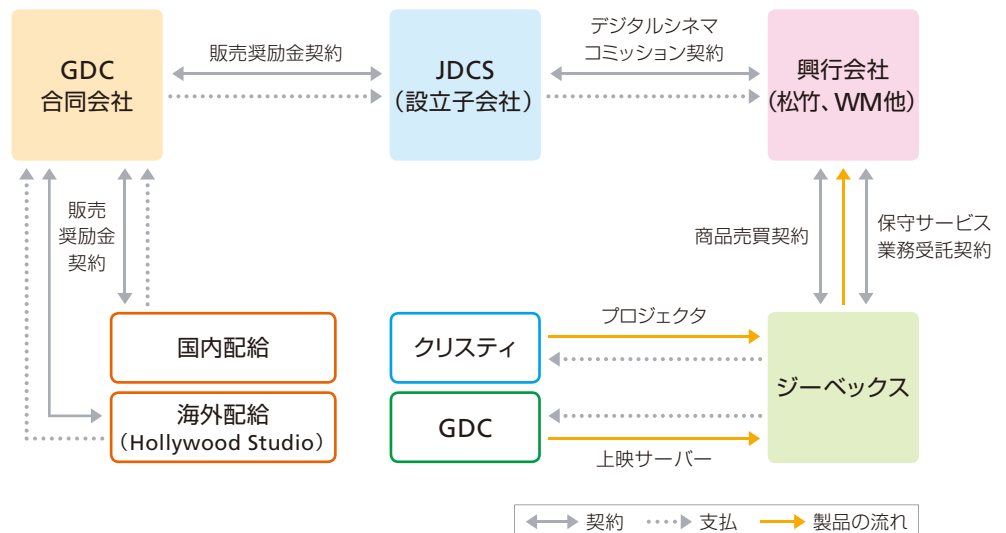 GDC
合同会社
販売奨励金契約
JDCS
（設立子会社）
デジタルシネマ
コミッション契約
興行会社
（松竹、WM他）
販売
奨励金
契約
商品売買契約
保守サービス
業務受託契約
国内配給
海外配給
（Hollywood Studio）
クリスティ
GDC
プロジェクタ
上映サーバー
ジーベックス
契約
支払
製品の流れ